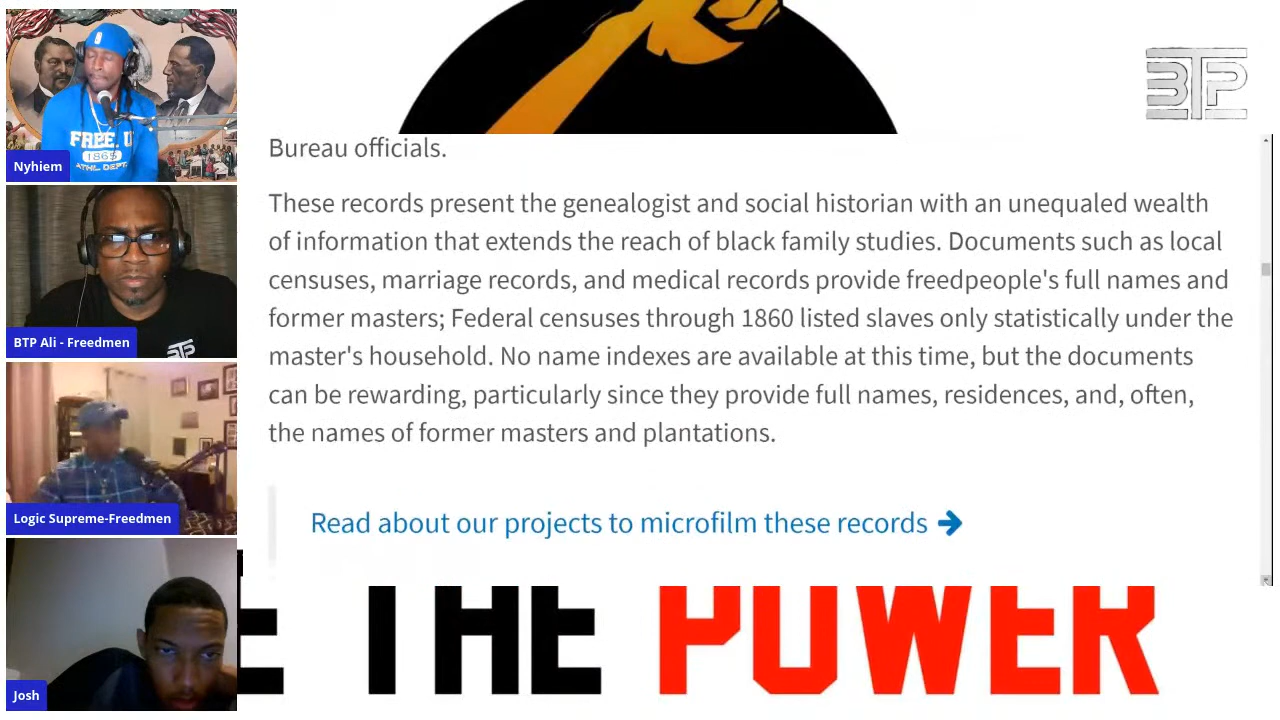 FREE. U
1865
ATHL. DEPT.
Nyhiem
BTP
BTP Ali - Freedmen
Logic Supreme-Freedmen
Josh
BTP
Bureau officials.
These records present the genealogist and social historian with an unequaled wealth
of information that extends the reach of black family studies. Documents such as local
censuses, marriage records, and medical records provide freedpeople's full names and
former masters; Federal censuses through 1860 listed slaves only statistically under the
master's household. No name indexes are available at this time, but the documents
can be rewarding, particularly since they provide full names, residences, and, often,
the names of former masters and plantations.
Read about our projects to microfilm these records
E THE POWER